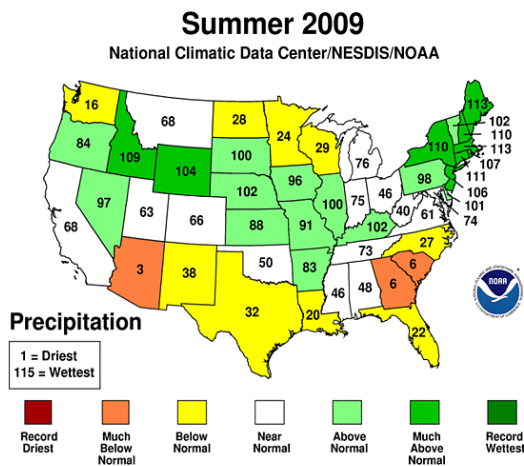 Summer 2009
National Climatic Data Center/NESDIS/NOAA
16
68
28
24
29
113
102
110
113
107
111
106
101
74
84
109
104
100
76
110
98
97
63
66
102
96
100
75
46
40
61
68
88
91
102
73
27
3
38
50
83
6
6
32
20
46
48
22
NOAA
Precipitation
1 = Driest
115 = Wettest
Record
Driest
Much
Below
Normal
Below
Normal
Near
Normal
Above
Normal
Much
Above
Normal
Record
Wettest